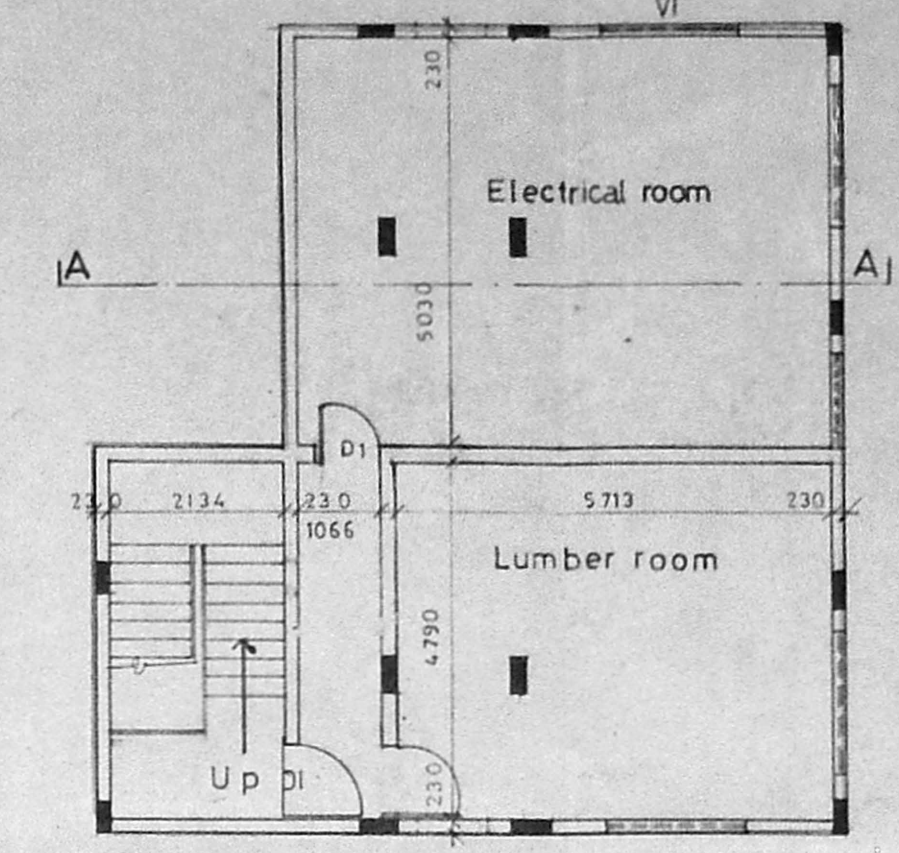 V1
230
Electrical room
A
A
5030
D1
230
2134
230
5713
230
1066
Lumber room
4790
Up
D1
230